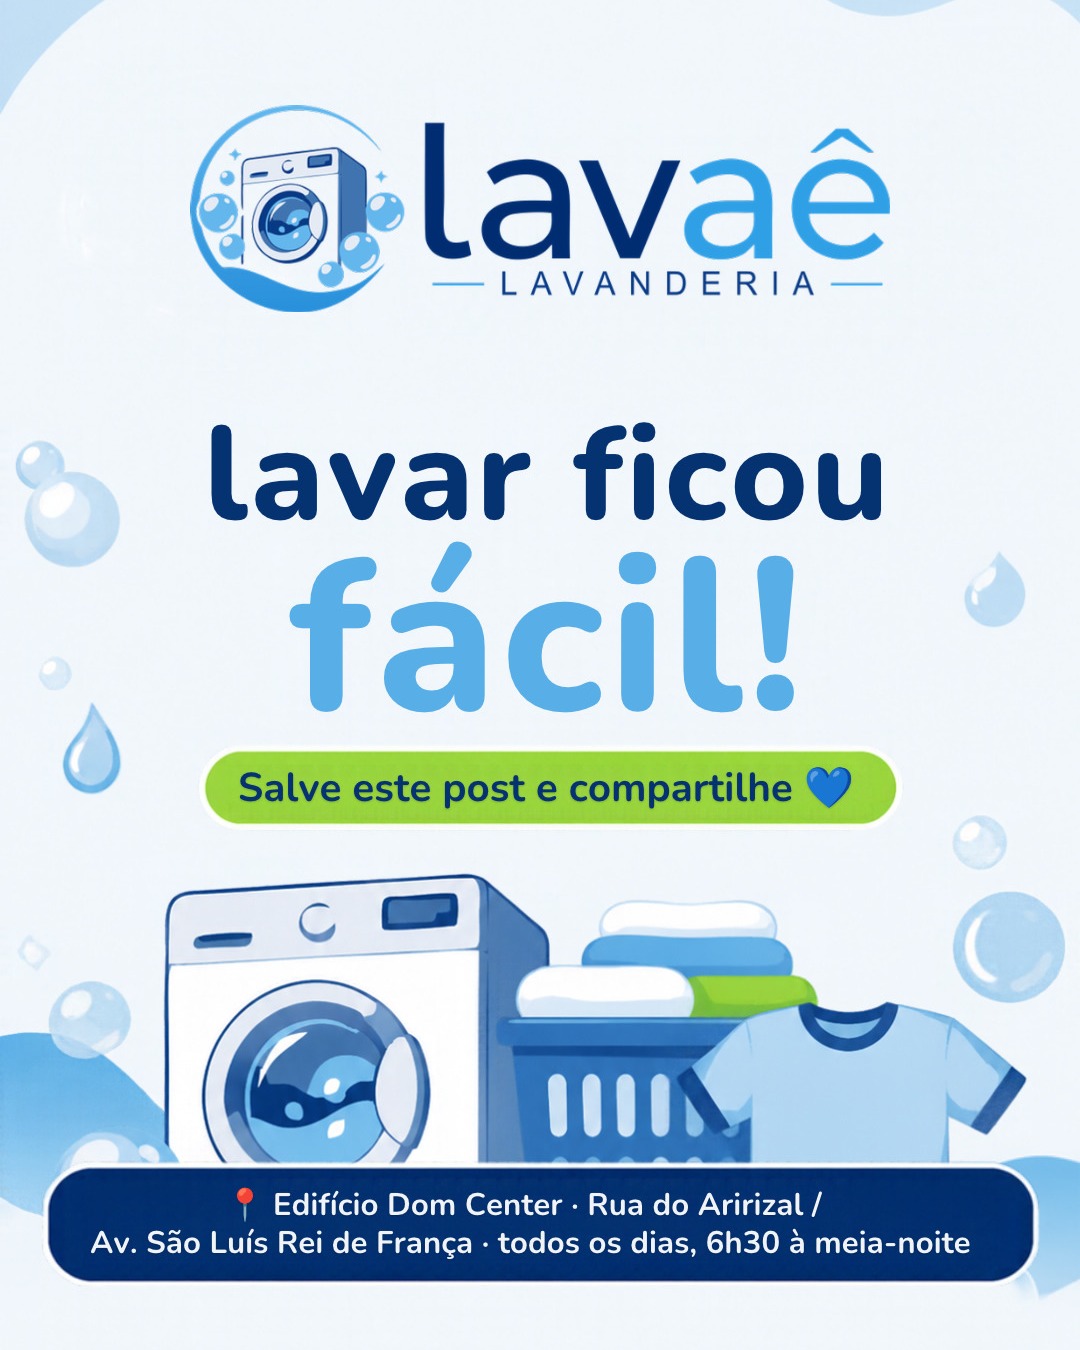 lavaê
LAVANDERIA
lavar ficou
fácil!
Salve este post e compartilhe 💙
📍 Edifício Dom Center · Rua do Aririzal /
Av. São Luís Rei de França · todos os dias, 6h30 à meia-noite